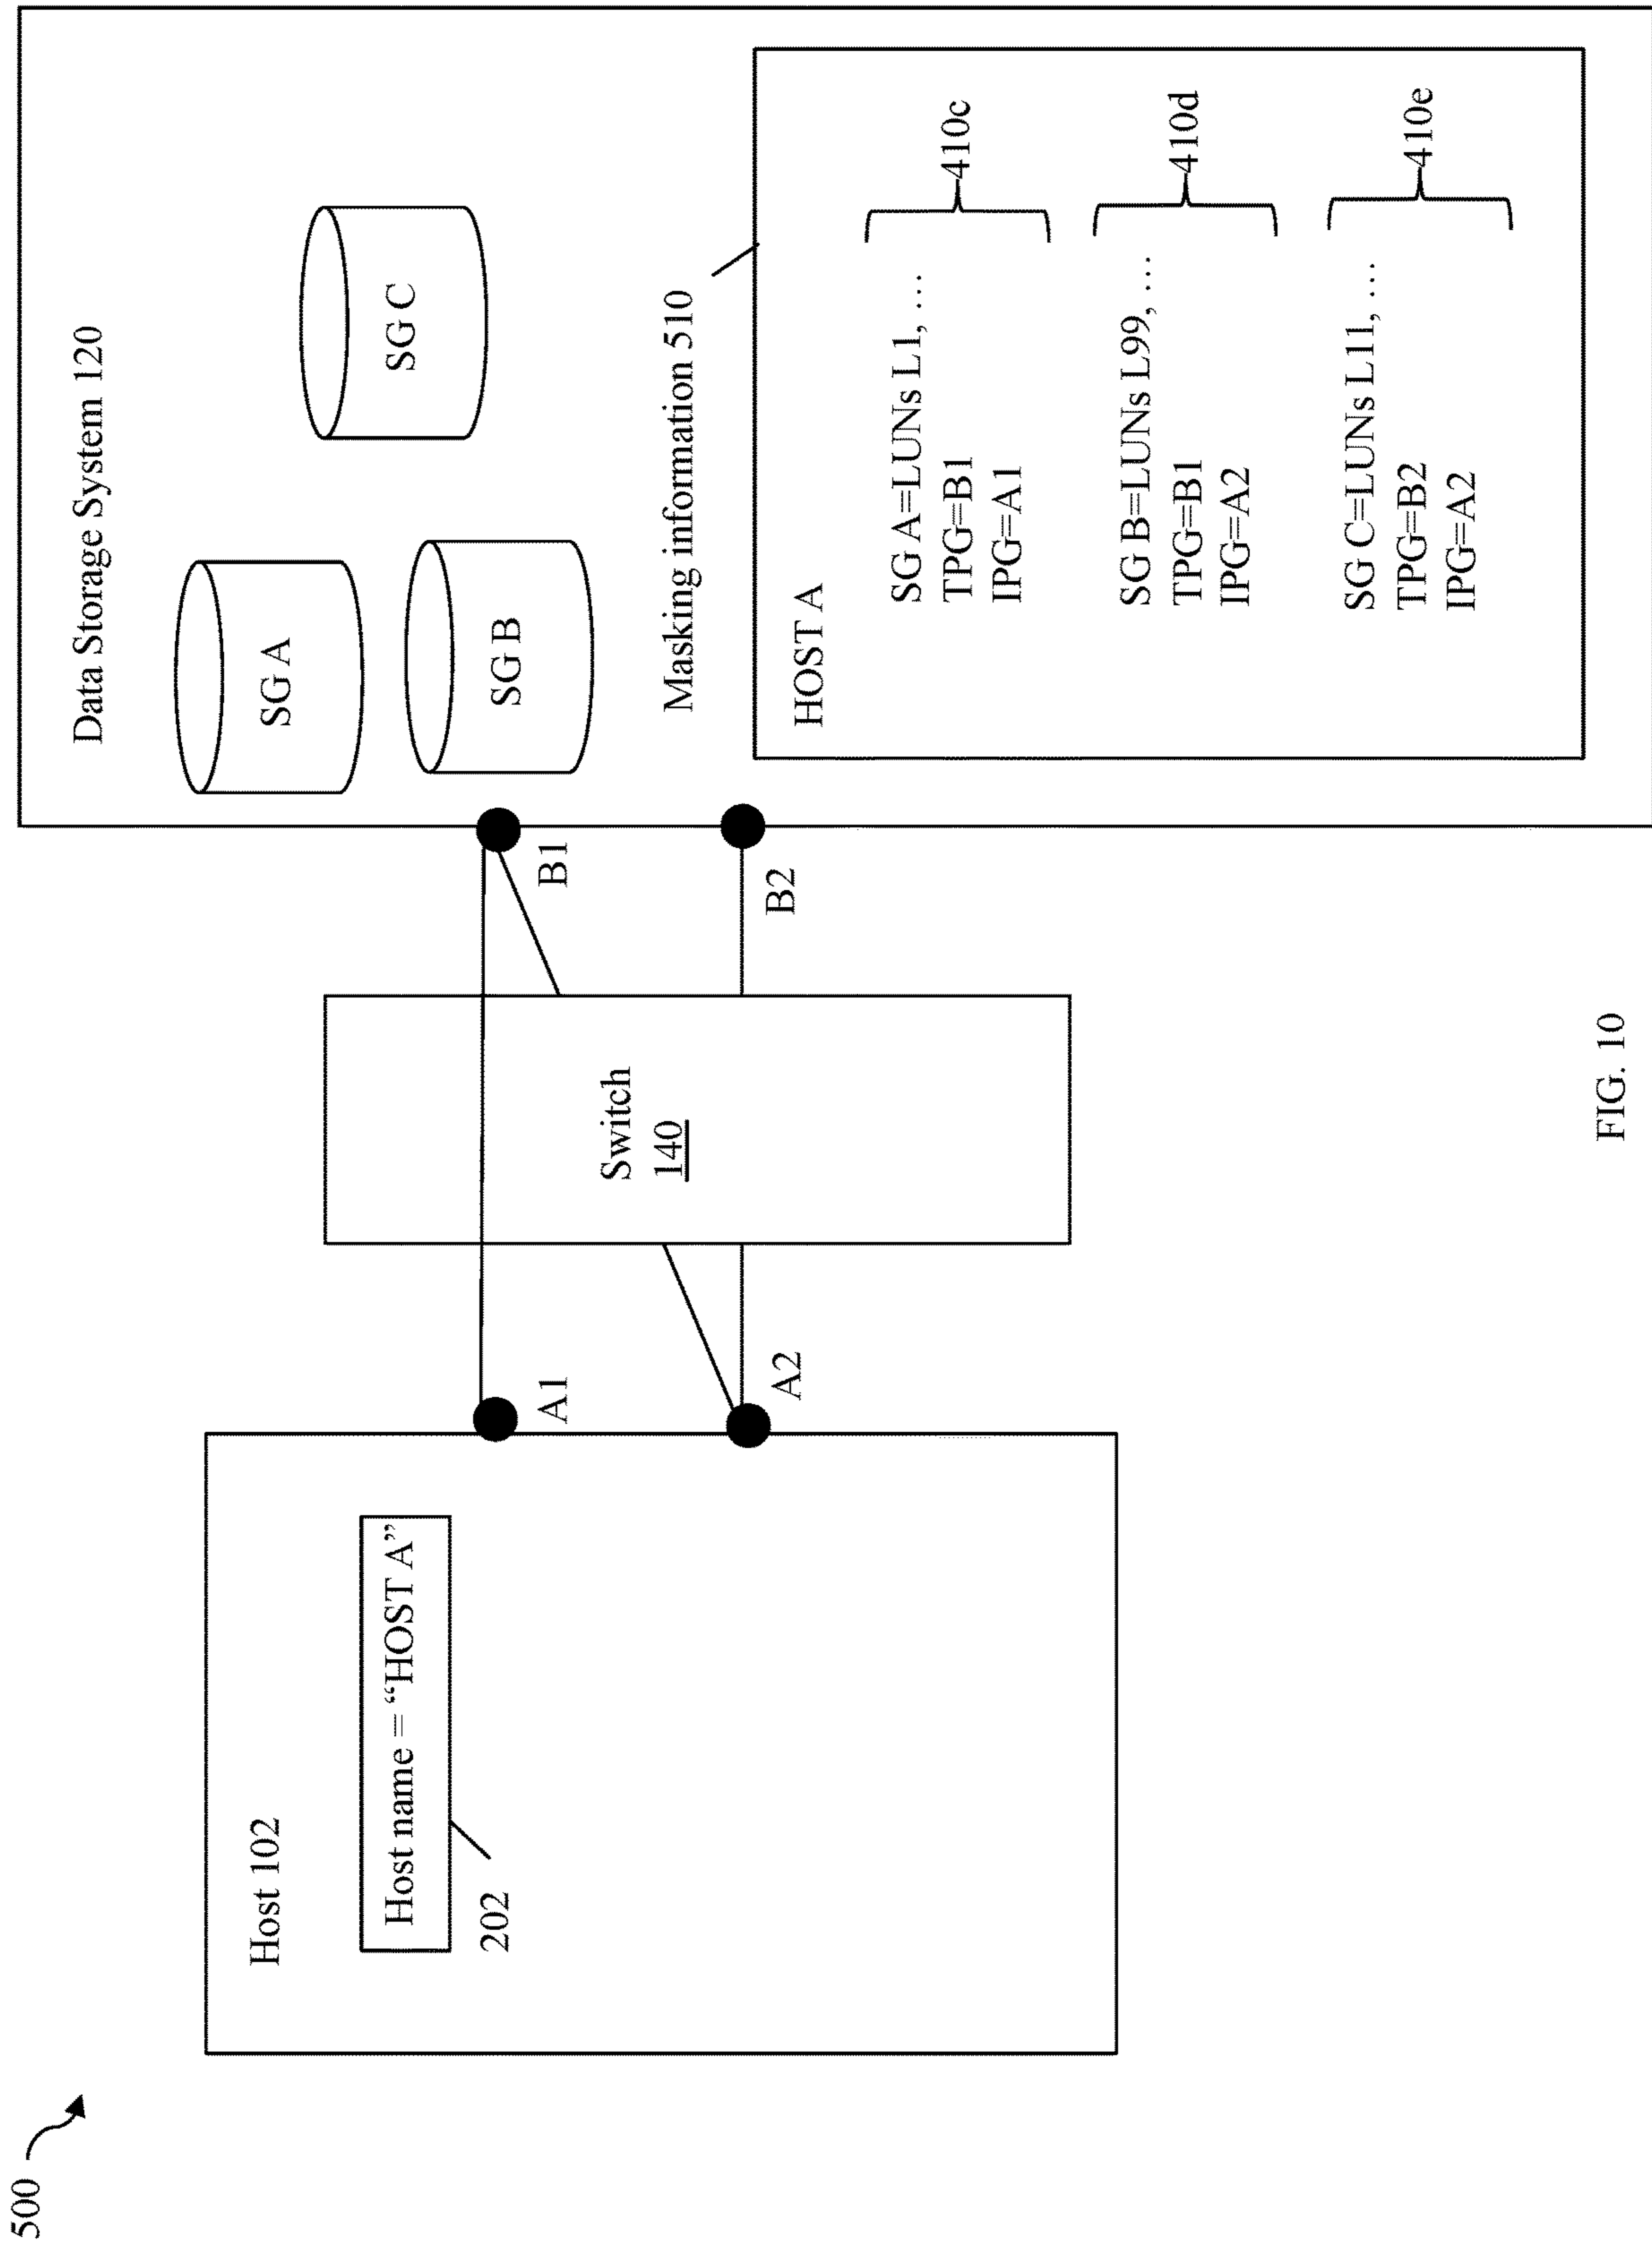 500
Host 102
Host name = “HOST A”
202
A1
A2
Switch
140
B1
B2
Data Storage System 120
SG A
SG B
SG C
Masking information 510
HOST A
SG A=LUNs L1, …
TPG=B1
IPG=A1
410c
SG B=LUNs L99, …
TPG=B1
IPG=A2
410d
SG C=LUNs L11, …
TPG=B2
IPG=A2
410e
FIG. 10